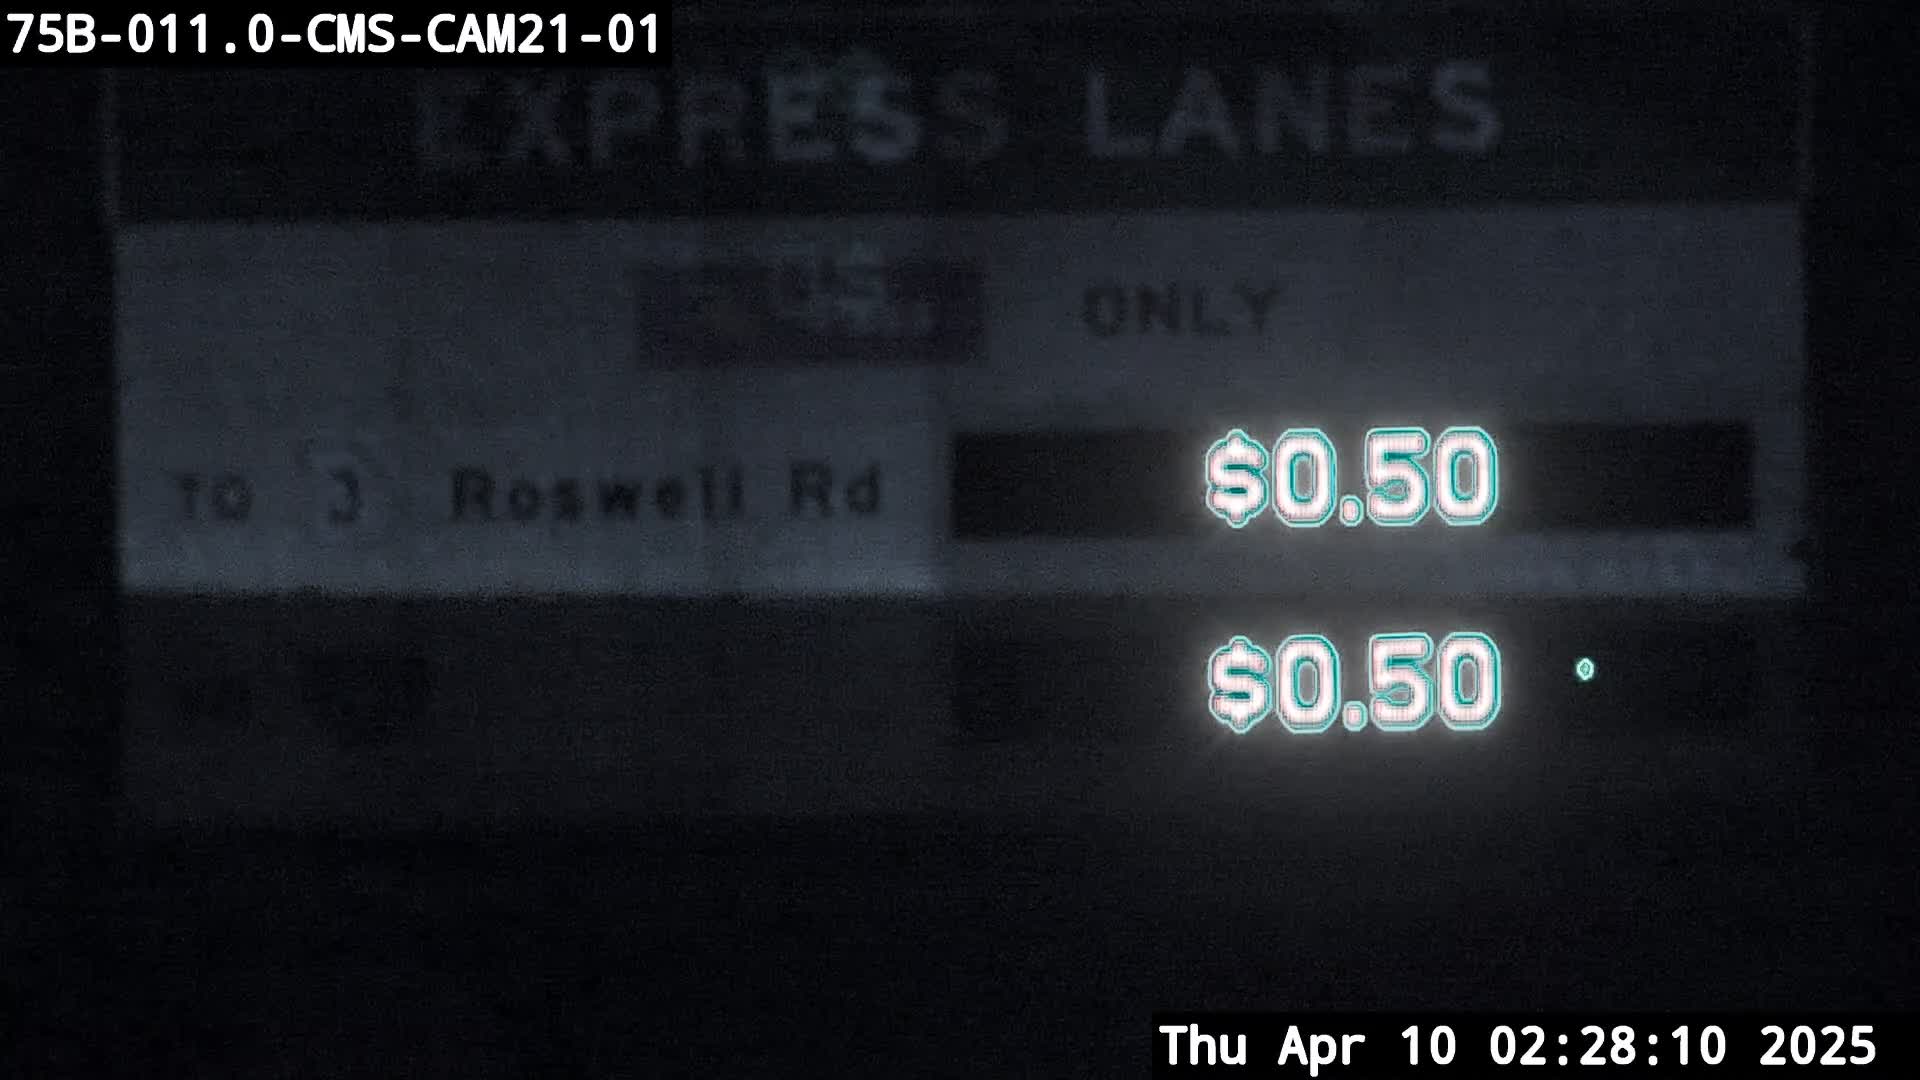 75B-011.0-CMS-CAM21-01
EXPRESS LANES
ONLY
TO 3 Roswell Rd $0.50
$0.50
Thu Apr 10 02:28:10 2025